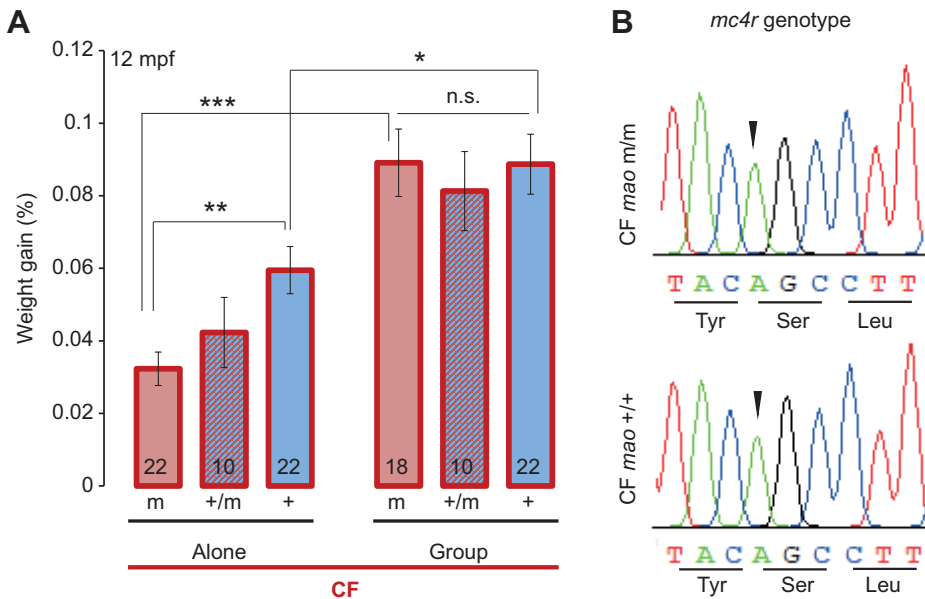 A
12 mpf
Weight gain (%)
0.12
0.1
0.08
0.06
0.04
0.02
0
***
**
*
n.s.
22
10
22
18
10
22
m
+/m
+
m
+/m
+
Alone
Group
CF
B
mc4r genotype
CF mao m/m
T A C A G C C T T
Tyr
Ser
Leu
CF mao +/+
T A C A G C C T T
Tyr
Ser
Leu